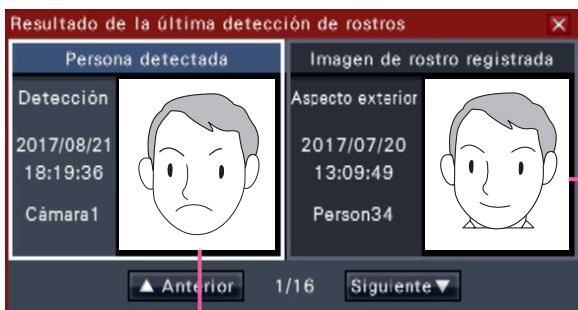 Resultado de la última detección de rostros
Persona detectada
Detección
2017/08/21
18:19:36
Cámara1
Imagen de rostro registrada
Aspecto exterior
2017/07/20
13:09:49
Person34
▲ Anterior
1/16
Siguiente▼